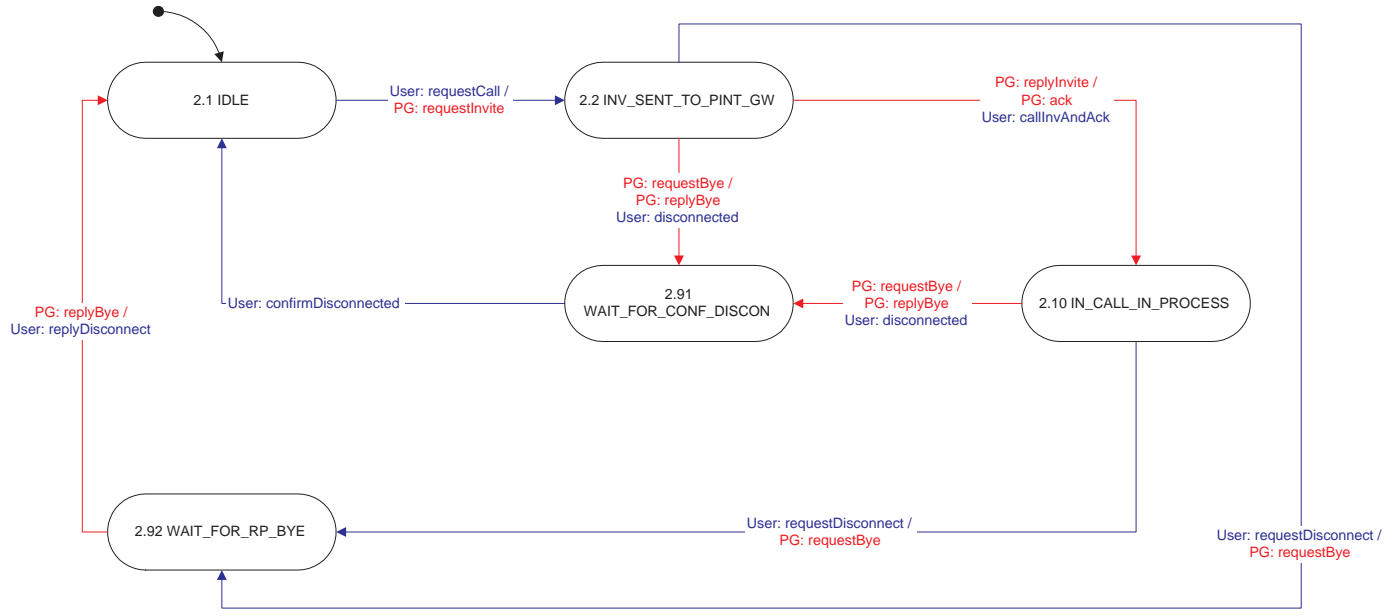 2.1 IDLE
User: requestCall /
PG: requestInvite
2.2 INV_SENT_TO_PINT_GW
PG: replyInvite /
PG: ack
User: callInvAndAck
PG: requestBye /
PG: replyBye
User: disconnected
PG: replyBye /
User: replyDisconnect
User: confirmDisconnected
2.91
WAIT_FOR_CONF_DISCON
PG: requestBye /
PG: replyBye
User: disconnected
2.10 IN_CALL_IN_PROCESS
2.92 WAIT_FOR_RP_BYE
User: requestDisconnect /
PG: requestBye
User: requestDisconnect /
PG: requestBye